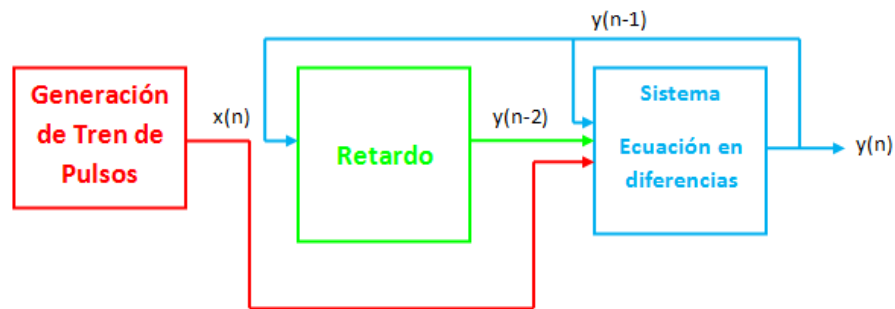 y(n-1)
Generación
de Tren de
Pulsos
x(n)
Retardo
y(n-2)
Sistema
Ecuación en
diferencias
y(n)